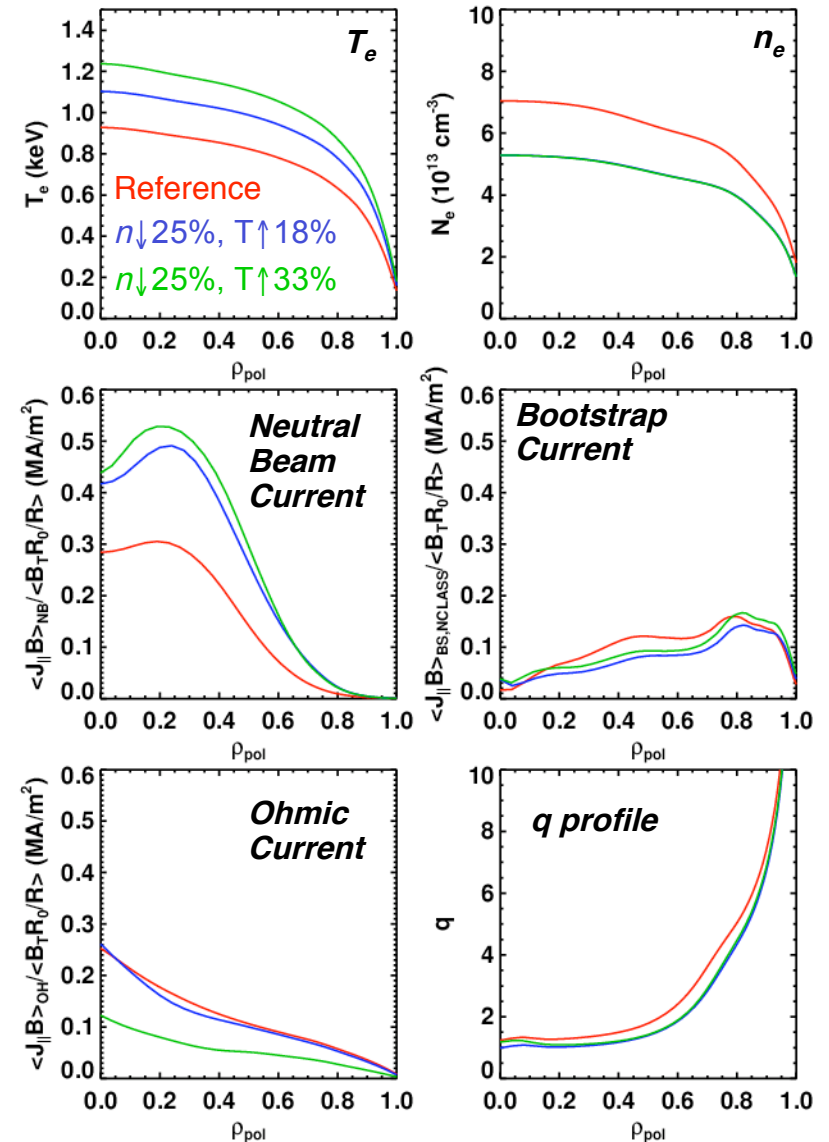 T_e
T_e (keV)
1.4
1.2
1.0
0.8
0.6
0.4
0.2
0.0
Reference
n↓25%, T↑18%
n↓25%, T↑33%
0.0 0.2 0.4 0.6 0.8 1.0
ρ_pol
n_e
N_e (10^13 cm^-3)
10
8
6
4
2
0
0.0 0.2 0.4 0.6 0.8 1.0
ρ_pol
Neutral
Beam
Current
<J_||B>_NB/<B_T R_0/R> (MA/m^2)
0.6
0.5
0.4
0.3
0.2
0.1
0.0
0.0 0.2 0.4 0.6 0.8 1.0
ρ_pol
Bootstrap
Current
<J_||B>_BS,NCLASS/<B_T R_0/R> (MA/m^2)
0.6
0.5
0.4
0.3
0.2
0.1
0.0
0.0 0.2 0.4 0.6 0.8 1.0
ρ_pol
Ohmic
Current
<J_||B>_OH/<B_T R_0/R> (MA/m^2)
0.6
0.5
0.4
0.3
0.2
0.1
0.0
0.0 0.2 0.4 0.6 0.8 1.0
ρ_pol
q profile
q
10
8
6
4
2
0
0.0 0.2 0.4 0.6 0.8 1.0
ρ_pol